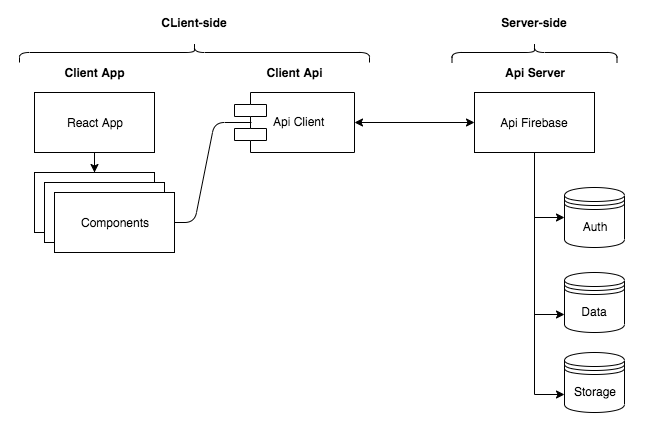 CLient-side
Server-side
Client App
Client Api
Api Server
React App
Api Client
Api Firebase
Components
Auth
Data
Storage